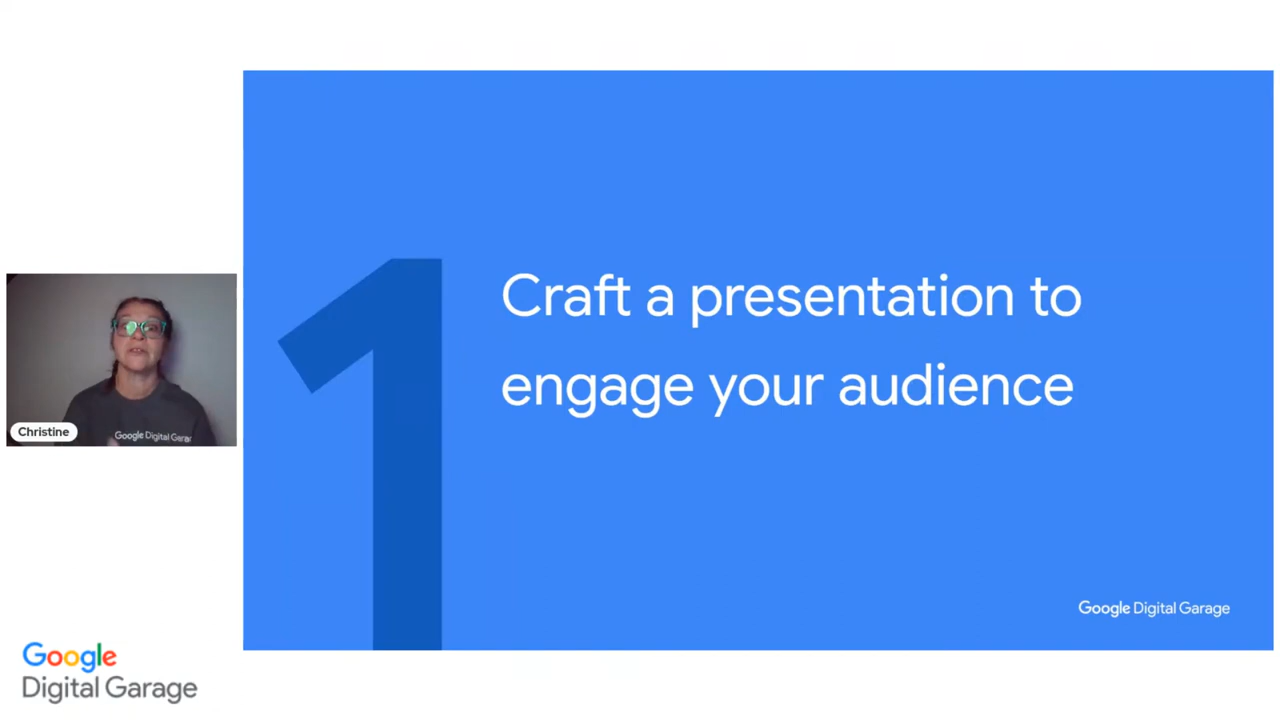 1
Craft a presentation to
engage your audience
Christine
Google Digital Garage
Google Digital Garage
Google
Digital Garage